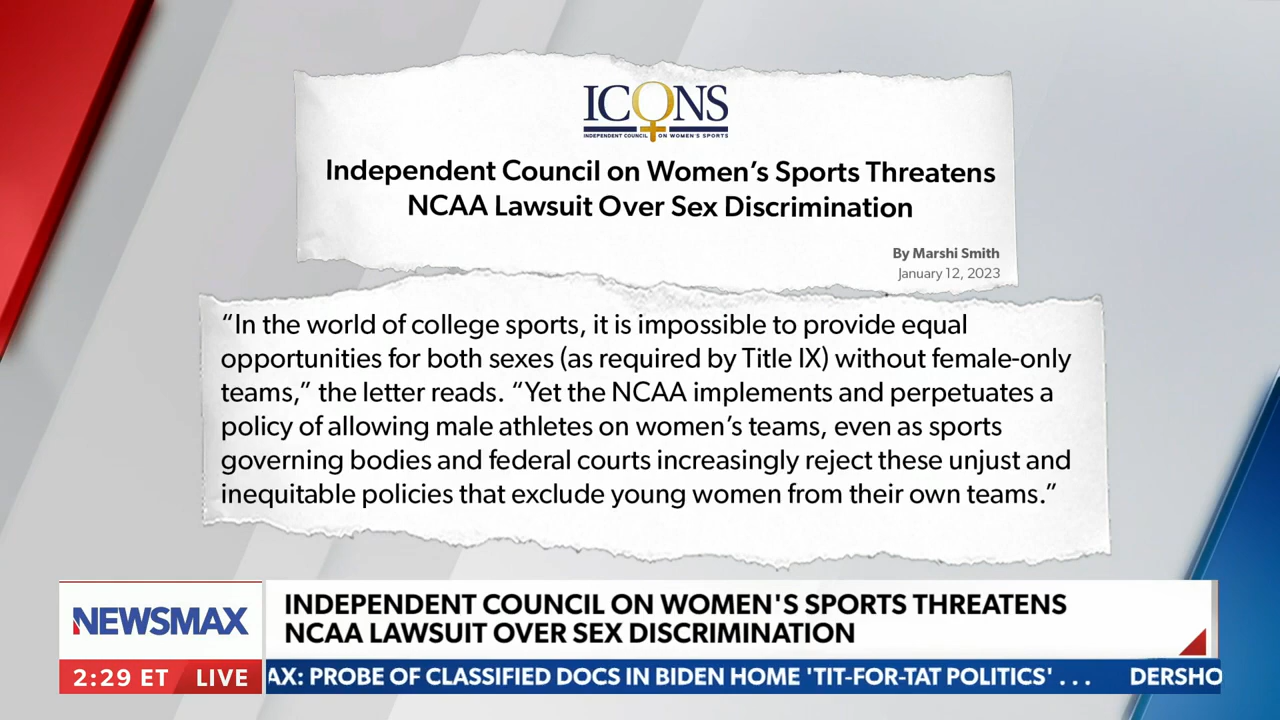 ICONS
INDEPENDENT COUNCIL ON WOMEN'S SPORTS
Independent Council on Women’s Sports Threatens
NCAA Lawsuit Over Sex Discrimination
By Marshi Smith
January 12, 2023
“In the world of college sports, it is impossible to provide equal
opportunities for both sexes (as required by Title IX) without female-only
teams,” the letter reads. “Yet the NCAA implements and perpetuates a
policy of allowing male athletes on women’s teams, even as sports
governing bodies and federal courts increasingly reject these unjust and
inequitable policies that exclude young women from their own teams.”
NEWSMAX
INDEPENDENT COUNCIL ON WOMEN'S SPORTS THREATENS
NCAA LAWSUIT OVER SEX DISCRIMINATION
2:29 ET LIVE
AX: PROBE OF CLASSIFIED DOCS IN BIDEN HOME 'TIT-FOR-TAT POLITICS' . . . DERSHO